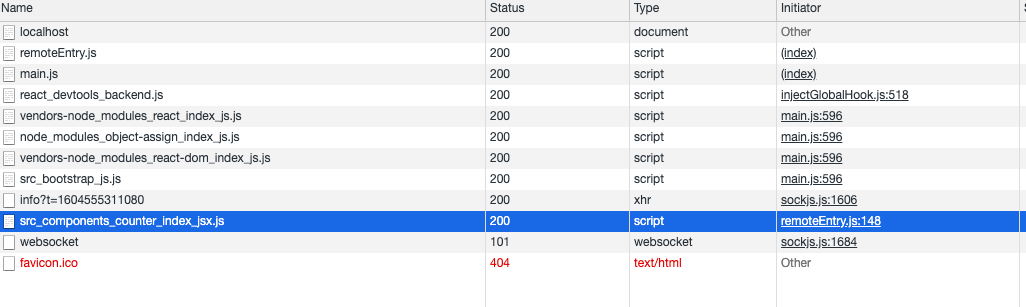 Name Status Type Initiator
localhost 200 document Other
remoteEntry.js 200 script (index)
main.js 200 script (index)
react_devtools_backend.js 200 script injectGlobalHook.js:518
vendors-node_modules_react_index_js.js 200 script main.js:596
node_modules_object-assign_index_js.js 200 script main.js:596
vendors-node_modules_react-dom_index_js.js 200 script main.js:596
src_bootstrap_js.js 200 script main.js:596
info?t=1604555311080 200 xhr sockjs.js:1606
src_components_counter_index_jsx.js 200 script remoteEntry.js:148
websocket 101 websocket sockjs.js:1684
favicon.ico 404 text/html Other